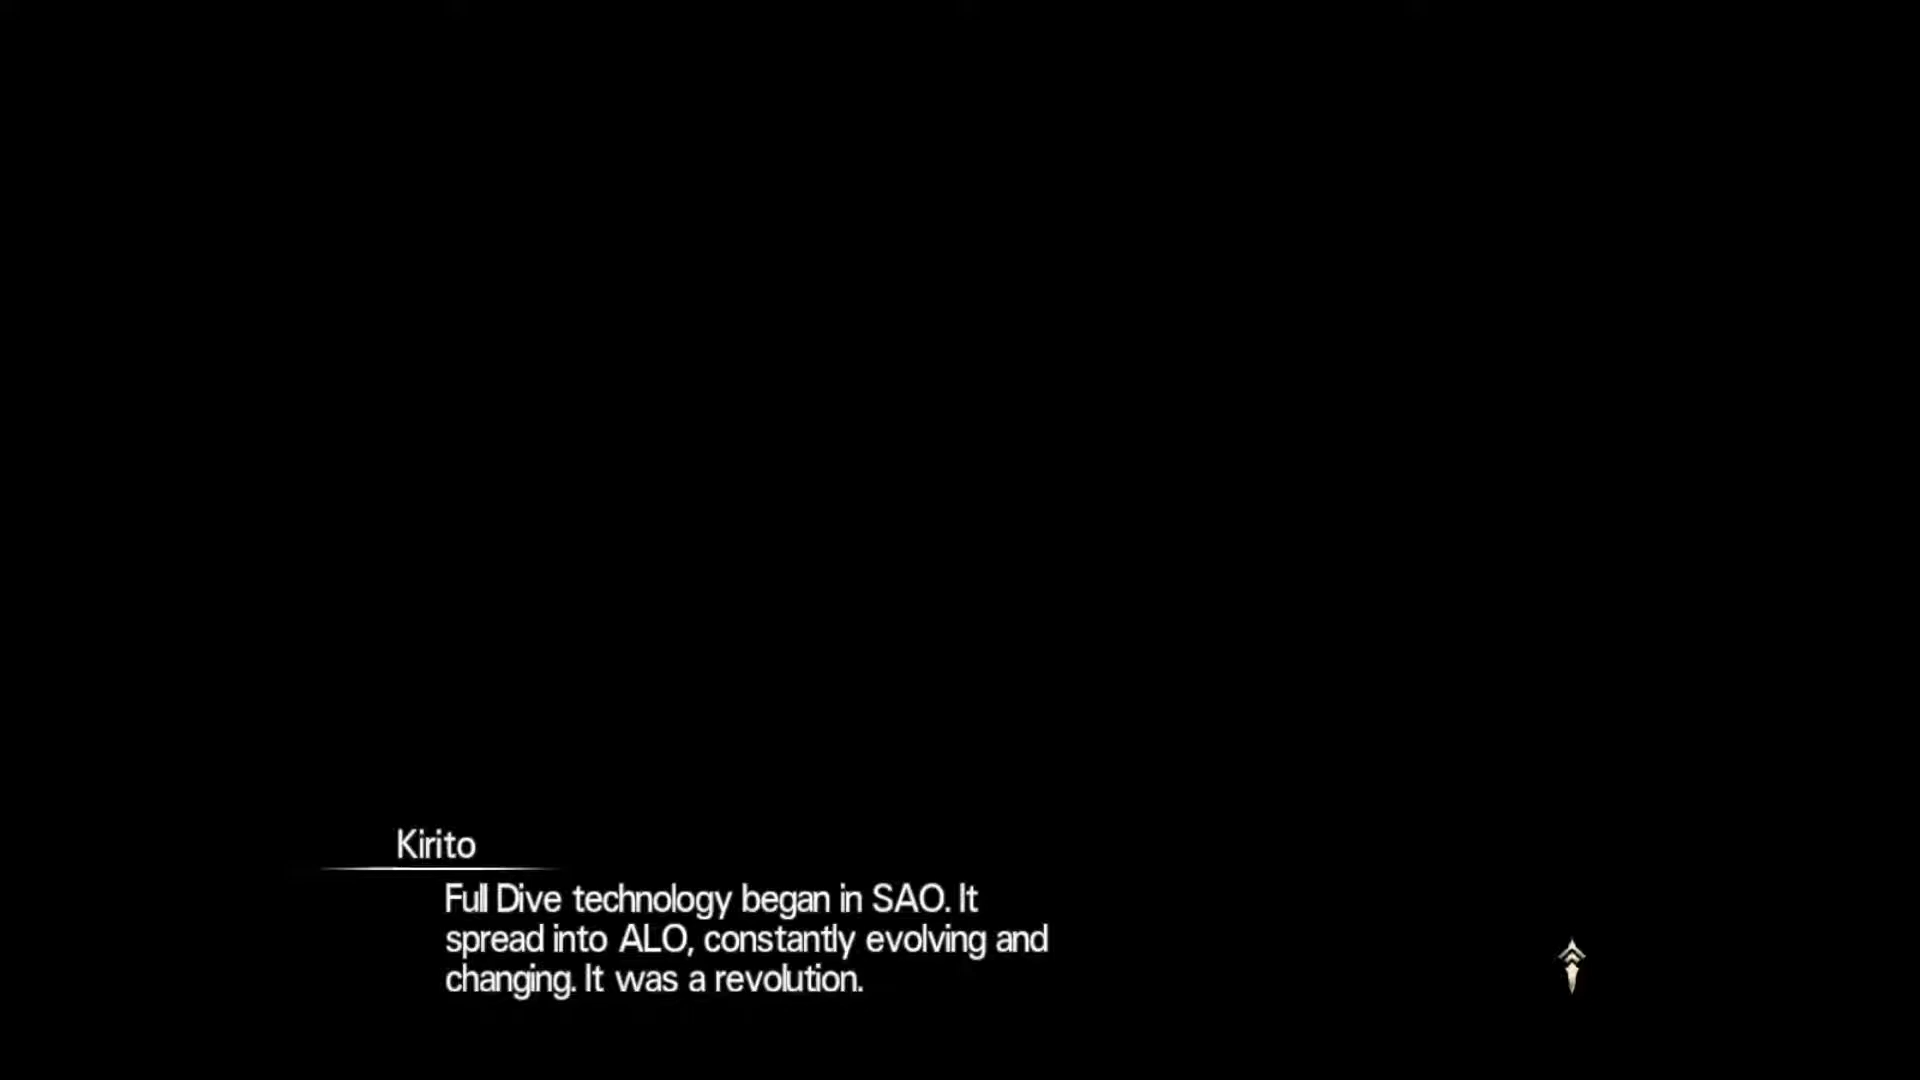 Kirito
Full Dive technology began in SAO. It
spread into ALO, constantly evolving and
changing. It was a revolution.